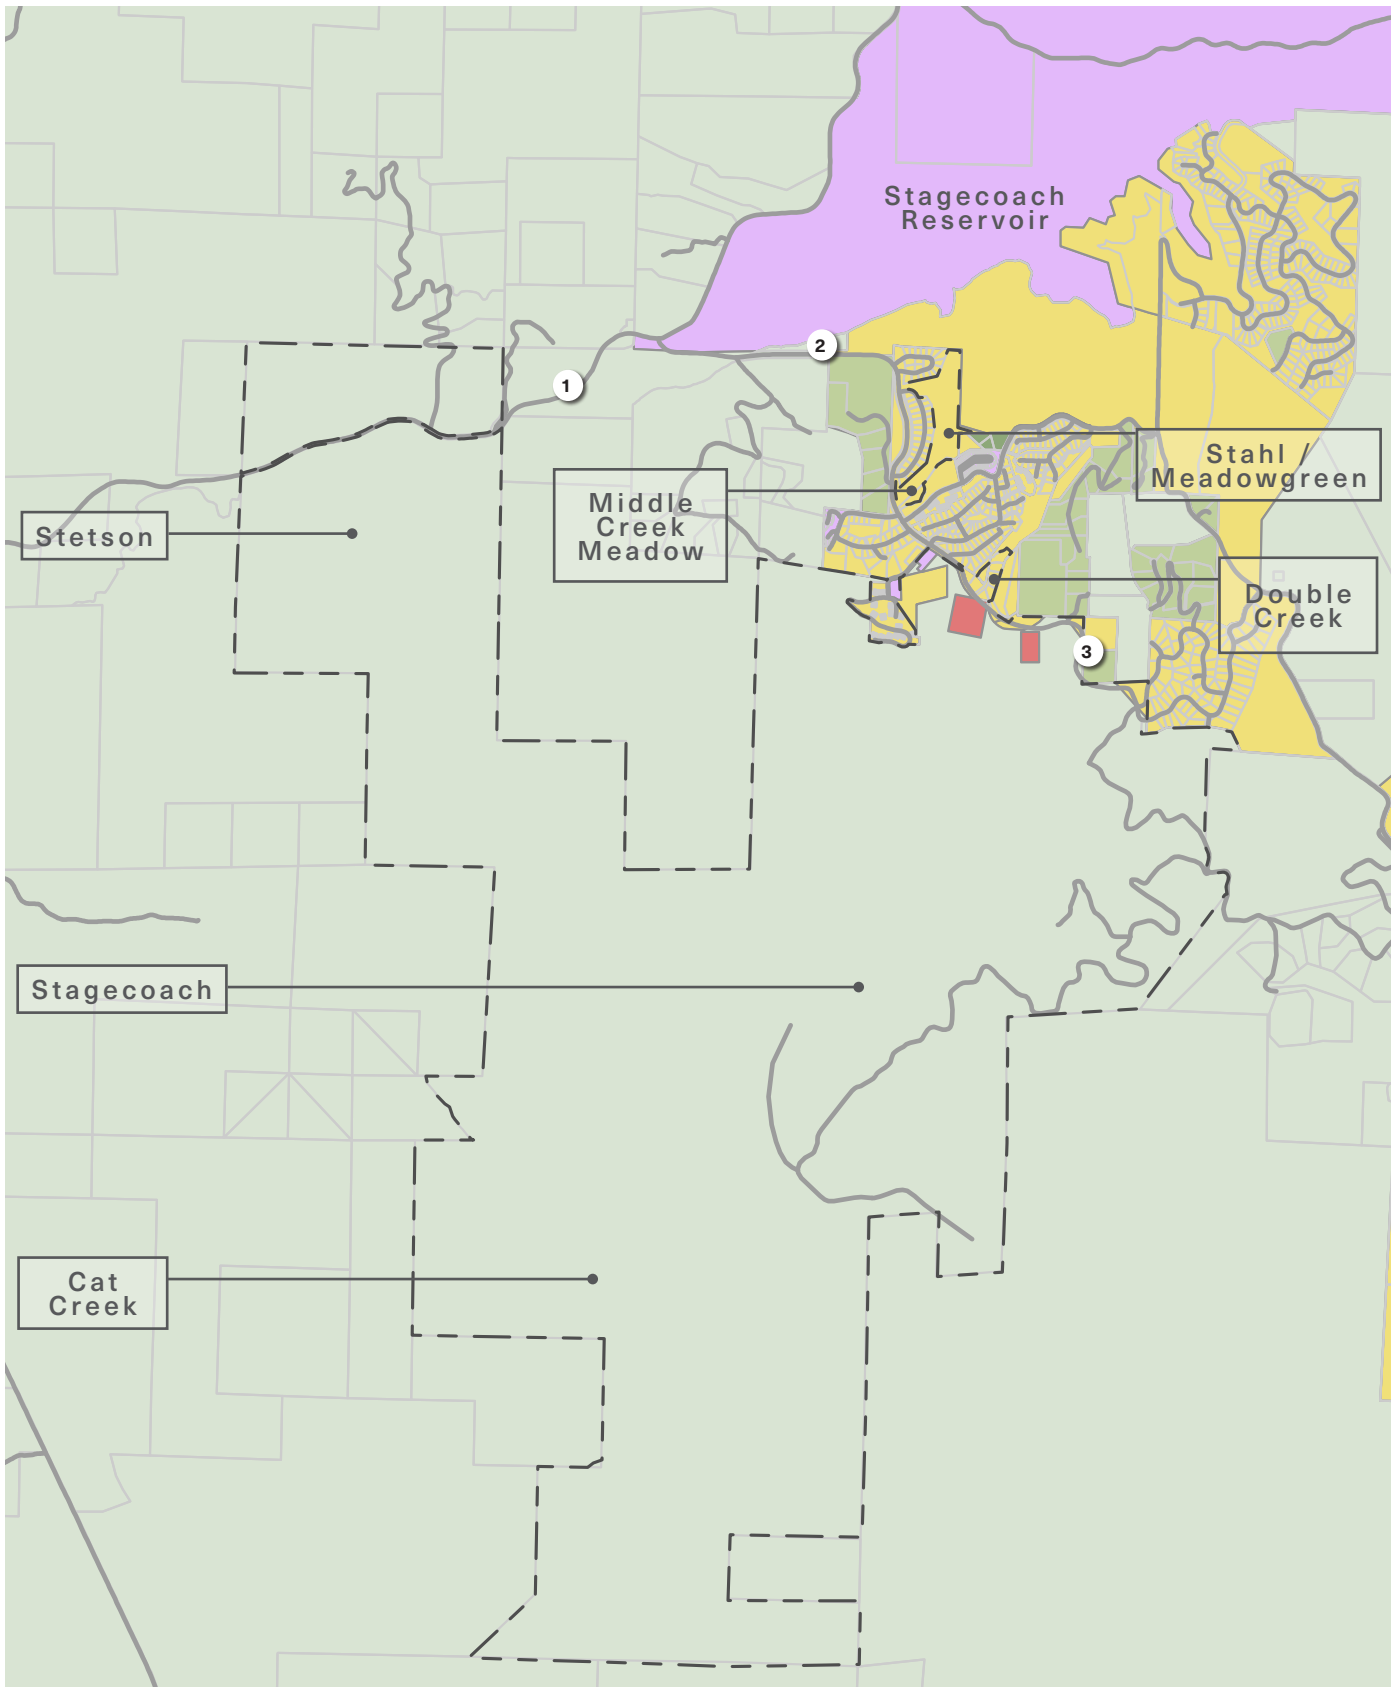 Stagecoach
Reservoir
2
1
Stahl /
Meadowgreen
Middle
Creek
Meadow
Stetson
Double
Creek
3
Stagecoach
Cat
Creek